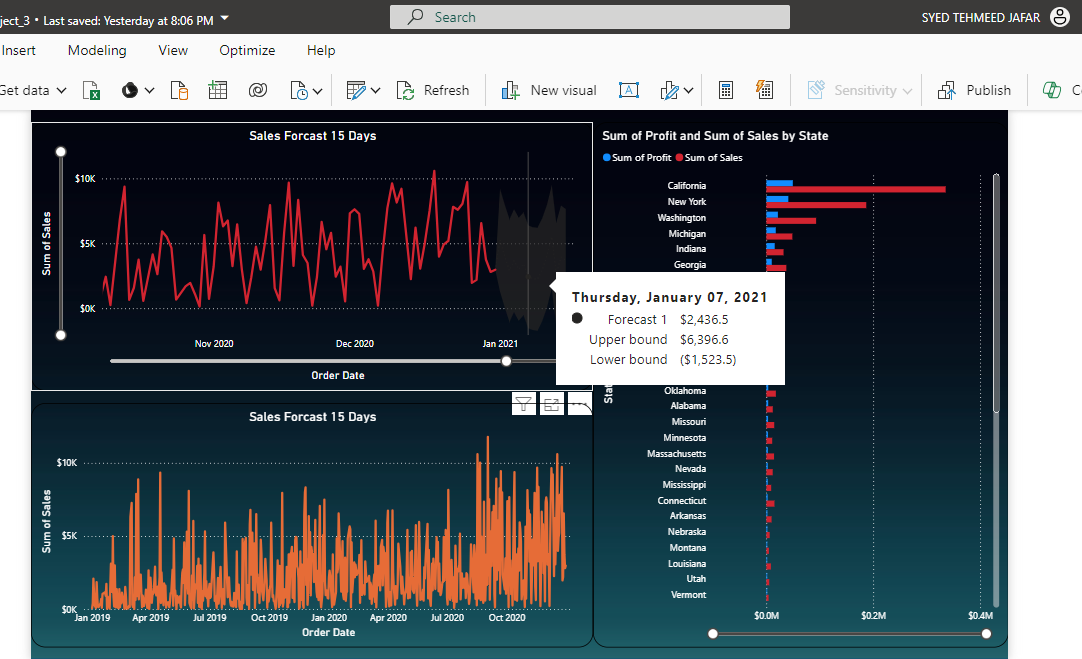 ject_3 • Last saved: Yesterday at 8:06 PM
Search
SYED TEHMEED JAFAR
Insert Modeling View Optimize Help
Get data
Refresh
New visual
Sensitivity
Publish
Sales Forcast 15 Days
Sum of Sales
$10K
$5K
$0K
Nov 2020 Dec 2020 Jan 2021
Order Date
Sum of Profit and Sum of Sales by State
Sum of Profit Sum of Sales
California
New York
Washington
Michigan
Indiana
Georgia
Thursday, January 07, 2021
Forecast 1 $2,436.5
Upper bound $6,396.6
Lower bound ($1,523.5)
Oklahoma
Alabama
Missouri
Minnesota
Massachusetts
Nevada
Mississippi
Connecticut
Arkansas
Nebraska
Montana
Louisiana
Utah
Vermont
$0.0M $0.2M $0.4M
Sales Forcast 15 Days
Sum of Sales
$10K
$5K
$0K
Jan 2019 Apr 2019 Jul 2019 Oct 2019 Jan 2020 Apr 2020 Jul 2020 Oct 2020
Order Date